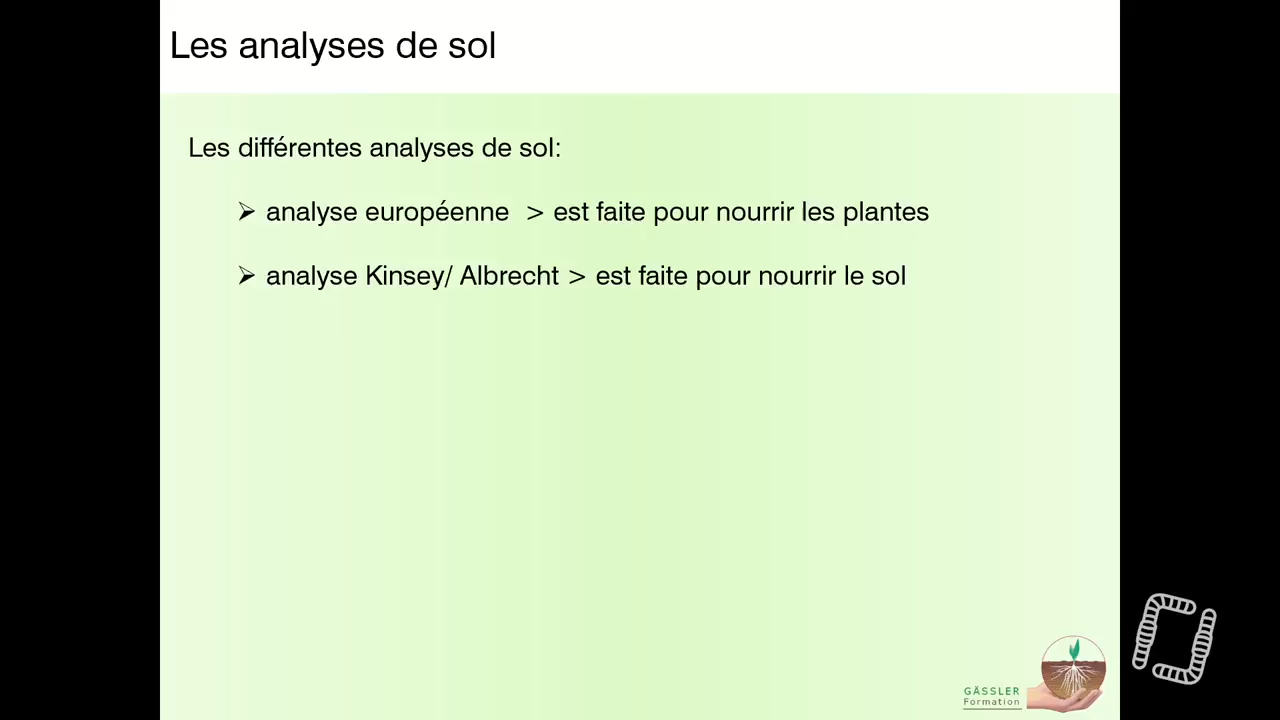 Les analyses de sol
Les différentes analyses de sol:
➢ analyse européenne > est faite pour nourrir les plantes
➢ analyse Kinsey/ Albrecht > est faite pour nourrir le sol
GÄSSLER
Formation